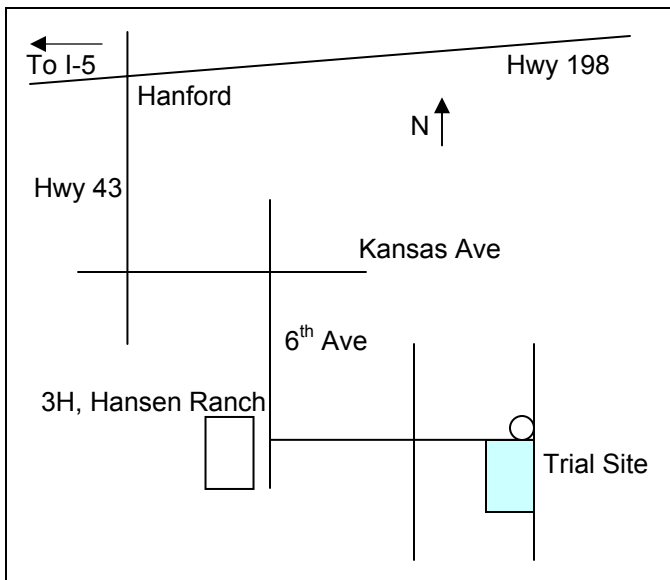 To I-5
Hwy 198
Hanford
N
Hwy 43
Kansas Ave
6th Ave
3H, Hansen Ranch
Trial Site